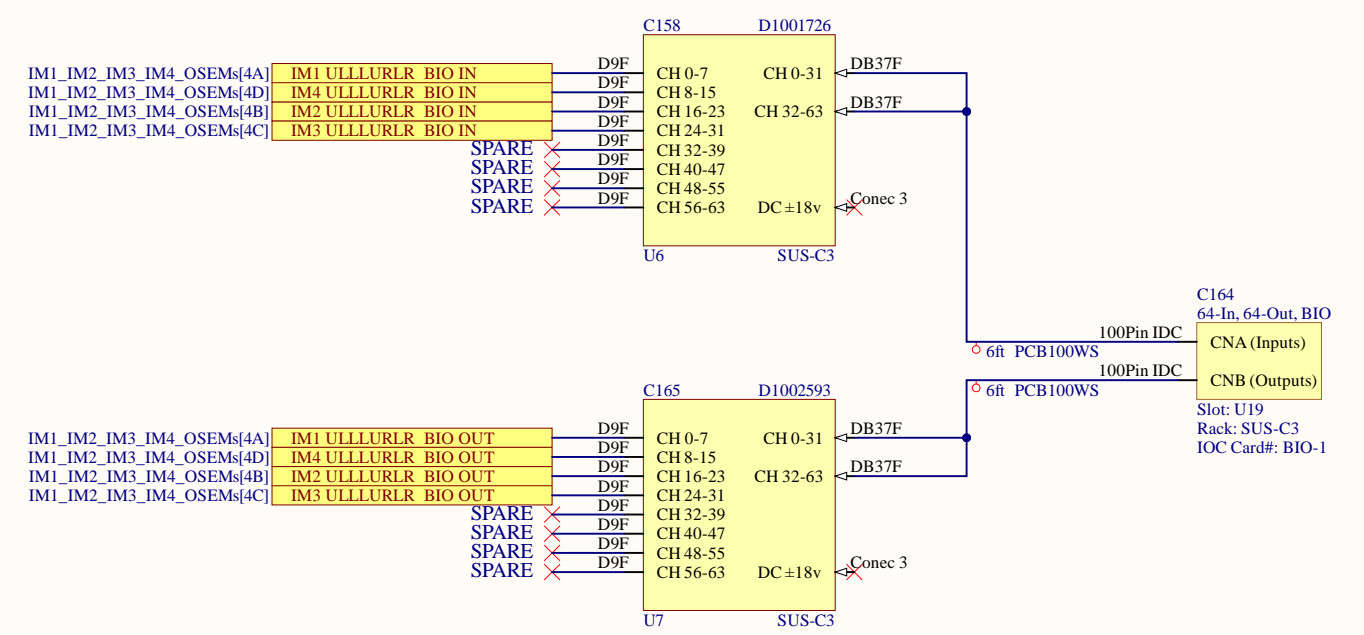 C158 D1001726
IM1_IM2_IM3_IM4_OSEMs[4A] IM1 ULLLURLR BIO IN D9F CH 0-7 CH 0-31 DB37F
IM1_IM2_IM3_IM4_OSEMs[4D] IM4 ULLLURLR BIO IN D9F CH 8-15
IM1_IM2_IM3_IM4_OSEMs[4B] IM2 ULLLURLR BIO IN D9F CH 16-23 CH 32-63 DB37F
IM1_IM2_IM3_IM4_OSEMs[4C] IM3 ULLLURLR BIO IN D9F CH 24-31
SPARE D9F CH 32-39
SPARE D9F CH 40-47
SPARE D9F CH 48-55
SPARE D9F CH 56-63 DC ±18v Conec 3
U6 SUS-C3
C164
64-In, 64-Out, BIO
100Pin IDC CNA (Inputs)
6ft PCB100WS
100Pin IDC CNB (Outputs)
6ft PCB100WS
Slot: U19
Rack: SUS-C3
IOC Card#: BIO-1
C165 D1002593
IM1_IM2_IM3_IM4_OSEMs[4A] IM1 ULLLURLR BIO OUT D9F CH 0-7 CH 0-31 DB37F
IM1_IM2_IM3_IM4_OSEMs[4D] IM4 ULLLURLR BIO OUT D9F CH 8-15
IM1_IM2_IM3_IM4_OSEMs[4B] IM2 ULLLURLR BIO OUT D9F CH 16-23 CH 32-63 DB37F
IM1_IM2_IM3_IM4_OSEMs[4C] IM3 ULLLURLR BIO OUT D9F CH 24-31
SPARE D9F CH 32-39
SPARE D9F CH 40-47
SPARE D9F CH 48-55
SPARE D9F CH 56-63 DC ±18v Conec 3
U7 SUS-C3